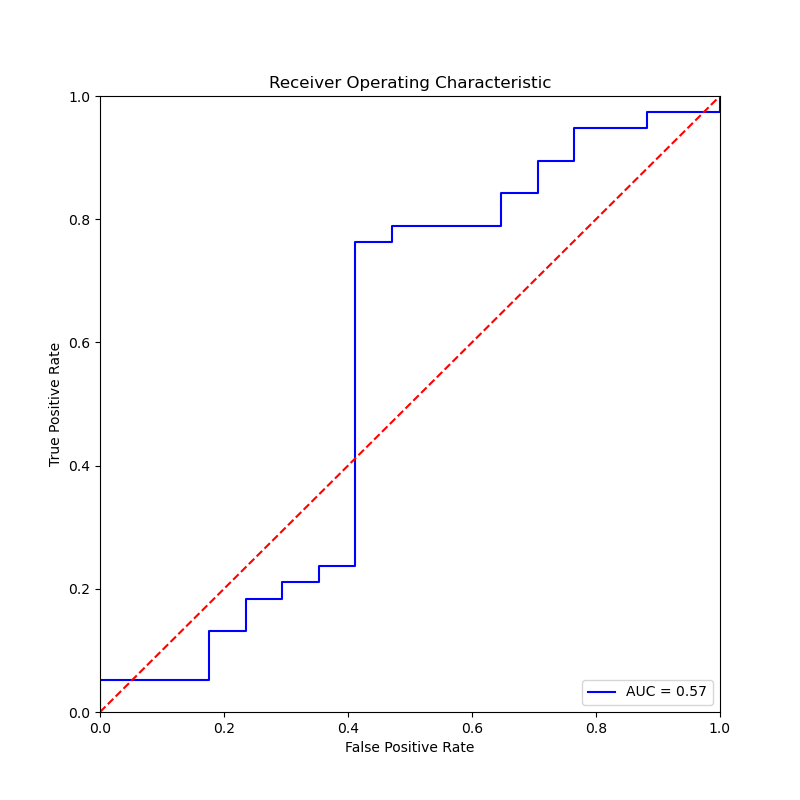 Receiver Operating Characteristic
1.0
0.8
0.6
0.4
0.2
0.0
True Positive Rate
AUC = 0.57
0.0 0.2 0.4 0.6 0.8 1.0
False Positive Rate